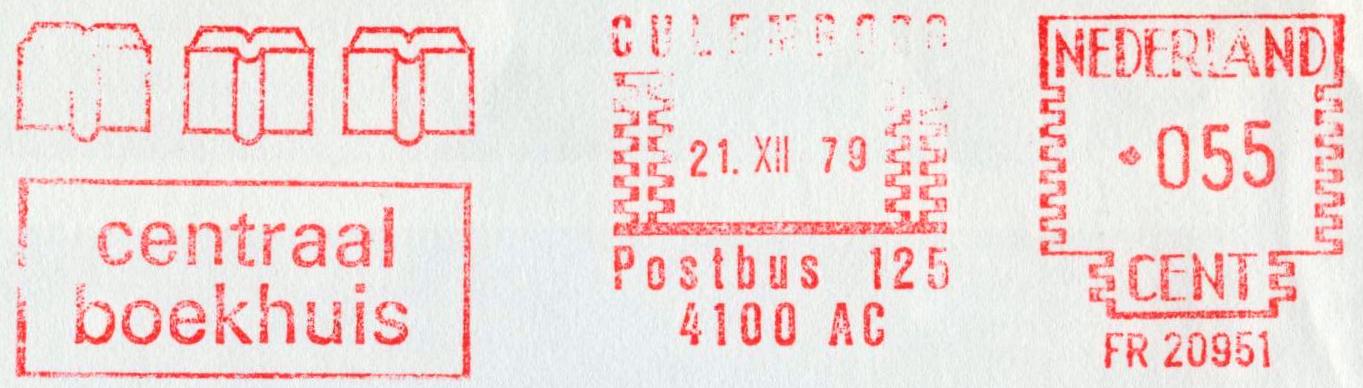 centraal
boekhuis
CULEMBORG
21. XII 79
Postbus 125
4100 AC
NEDERLAND
055
CENT
FR 20951